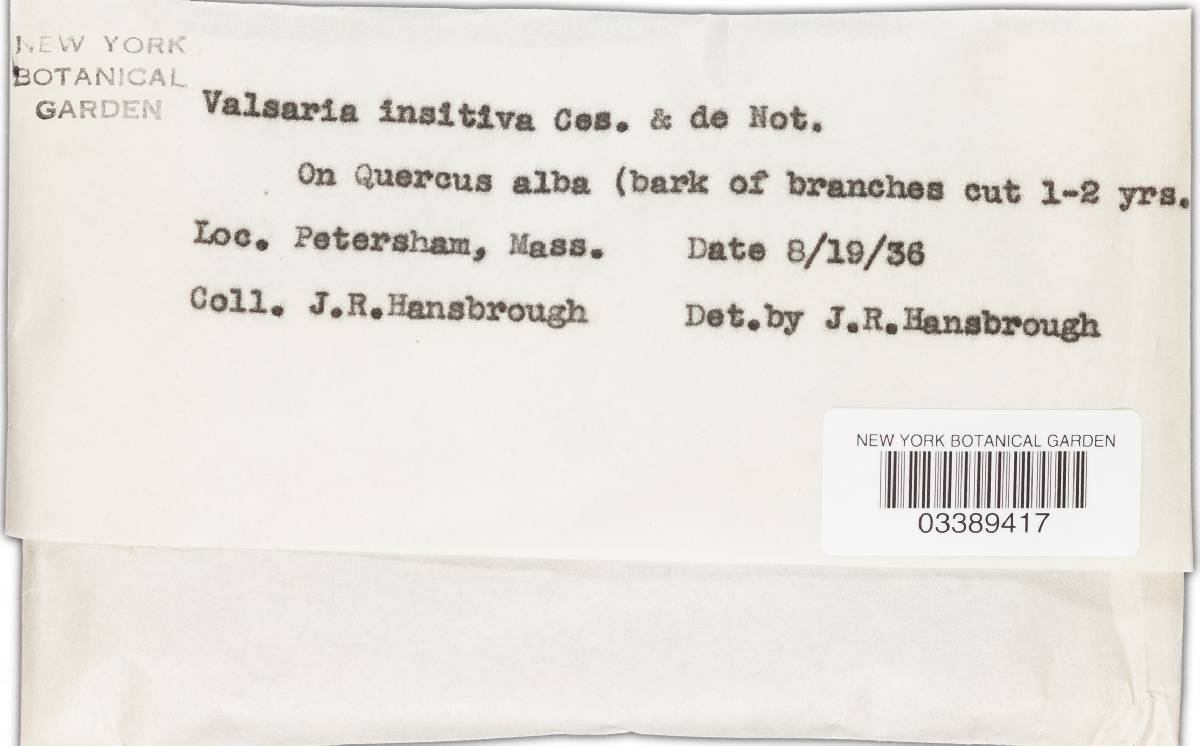 NEW YORK
BOTANICAL
GARDEN
Valsaria insitiva Ces. & de Not.
On Quercus alba (bark of branches cut 1-2 yrs.
Loc. Petersham, Mass. Date 8/19/36
Coll. J.R.Hansbrough Det.by J.R.Hansbrough
NEW YORK BOTANICAL GARDEN
03389417